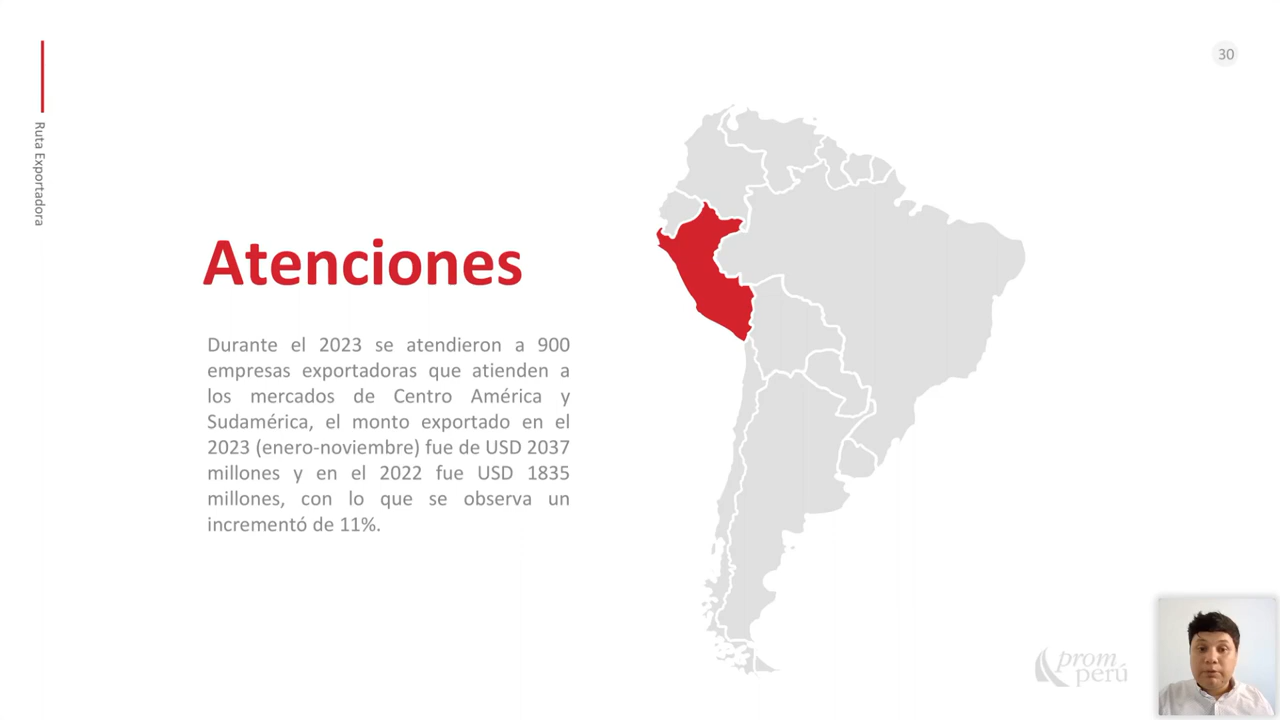 30
Ruta Exportadora
Atenciones
Durante el 2023 se atendieron a 900
empresas exportadoras que atienden a
los mercados de Centro América y
Sudamérica, el monto exportado en el
2023 (enero-noviembre) fue de USD 2037
millones y en el 2022 fue USD 1835
millones, con lo que se observa un
incrementó de 11%.
prom
perú